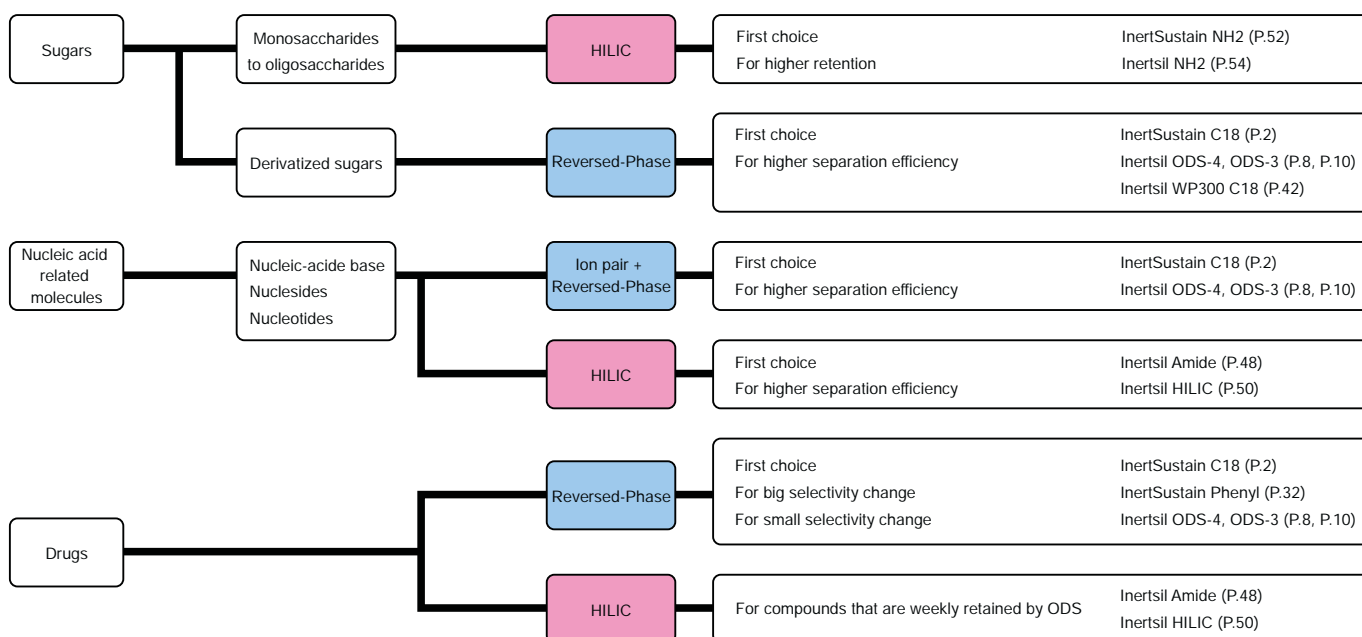 Sugars
Monosaccharides
to oligosaccharides
HILIC
First choice InertSustain NH2 (P.52)
For higher retention Inertsil NH2 (P.54)
Derivatized sugars
Reversed-Phase
First choice InertSustain C18 (P.2)
For higher separation efficiency Inertsil ODS-4, ODS-3 (P.8, P.10)
Inertsil WP300 C18 (P.42)
Nucleic acid
related
molecules
Nucleic-acide base
Nuclesides
Nucleotides
Ion pair +
Reversed-Phase
First choice InertSustain C18 (P.2)
For higher separation efficiency Inertsil ODS-4, ODS-3 (P.8, P.10)
HILIC
First choice Inertsil Amide (P.48)
For higher separation efficiency Inertsil HILIC (P.50)
Drugs
Reversed-Phase
First choice InertSustain C18 (P.2)
For big selectivity change InertSustain Phenyl (P.32)
For small selectivity change Inertsil ODS-4, ODS-3 (P.8, P.10)
HILIC
For compounds that are weekly retained by ODS Inertsil Amide (P.48)
Inertsil HILIC (P.50)